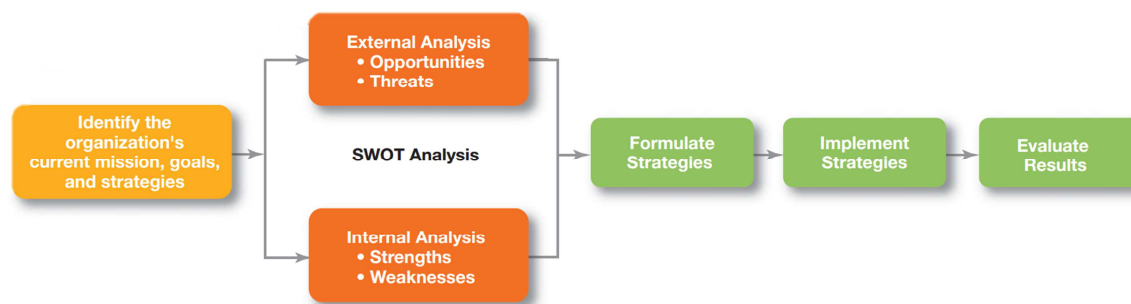 Identify the
organization's
current mission, goals,
and strategies
External Analysis
• Opportunities
• Threats
SWOT Analysis
Internal Analysis
• Strengths
• Weaknesses
Formulate
Strategies
Implement
Strategies
Evaluate
Results